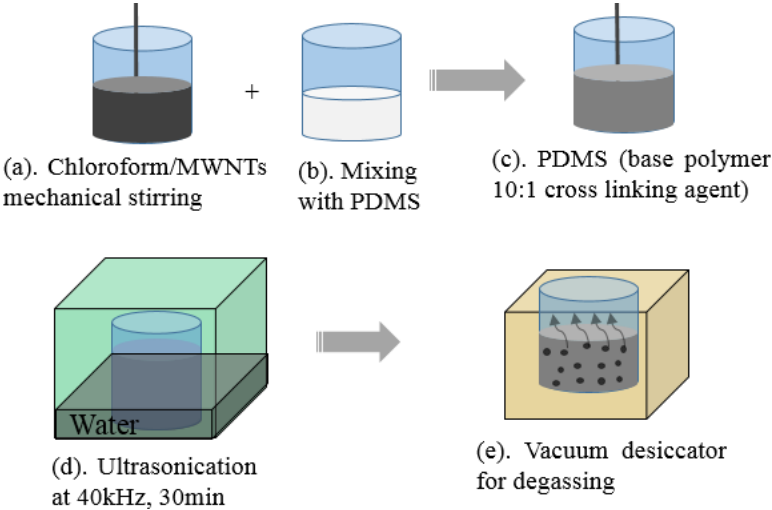 +
(a). Chloroform/MWNTs
mechanical stirring
(b). Mixing
with PDMS
(c). PDMS (base polymer
10:1 cross linking agent)
Water
(d). Ultrasonication
at 40kHz, 30min
(e). Vacuum desiccator
for degassing